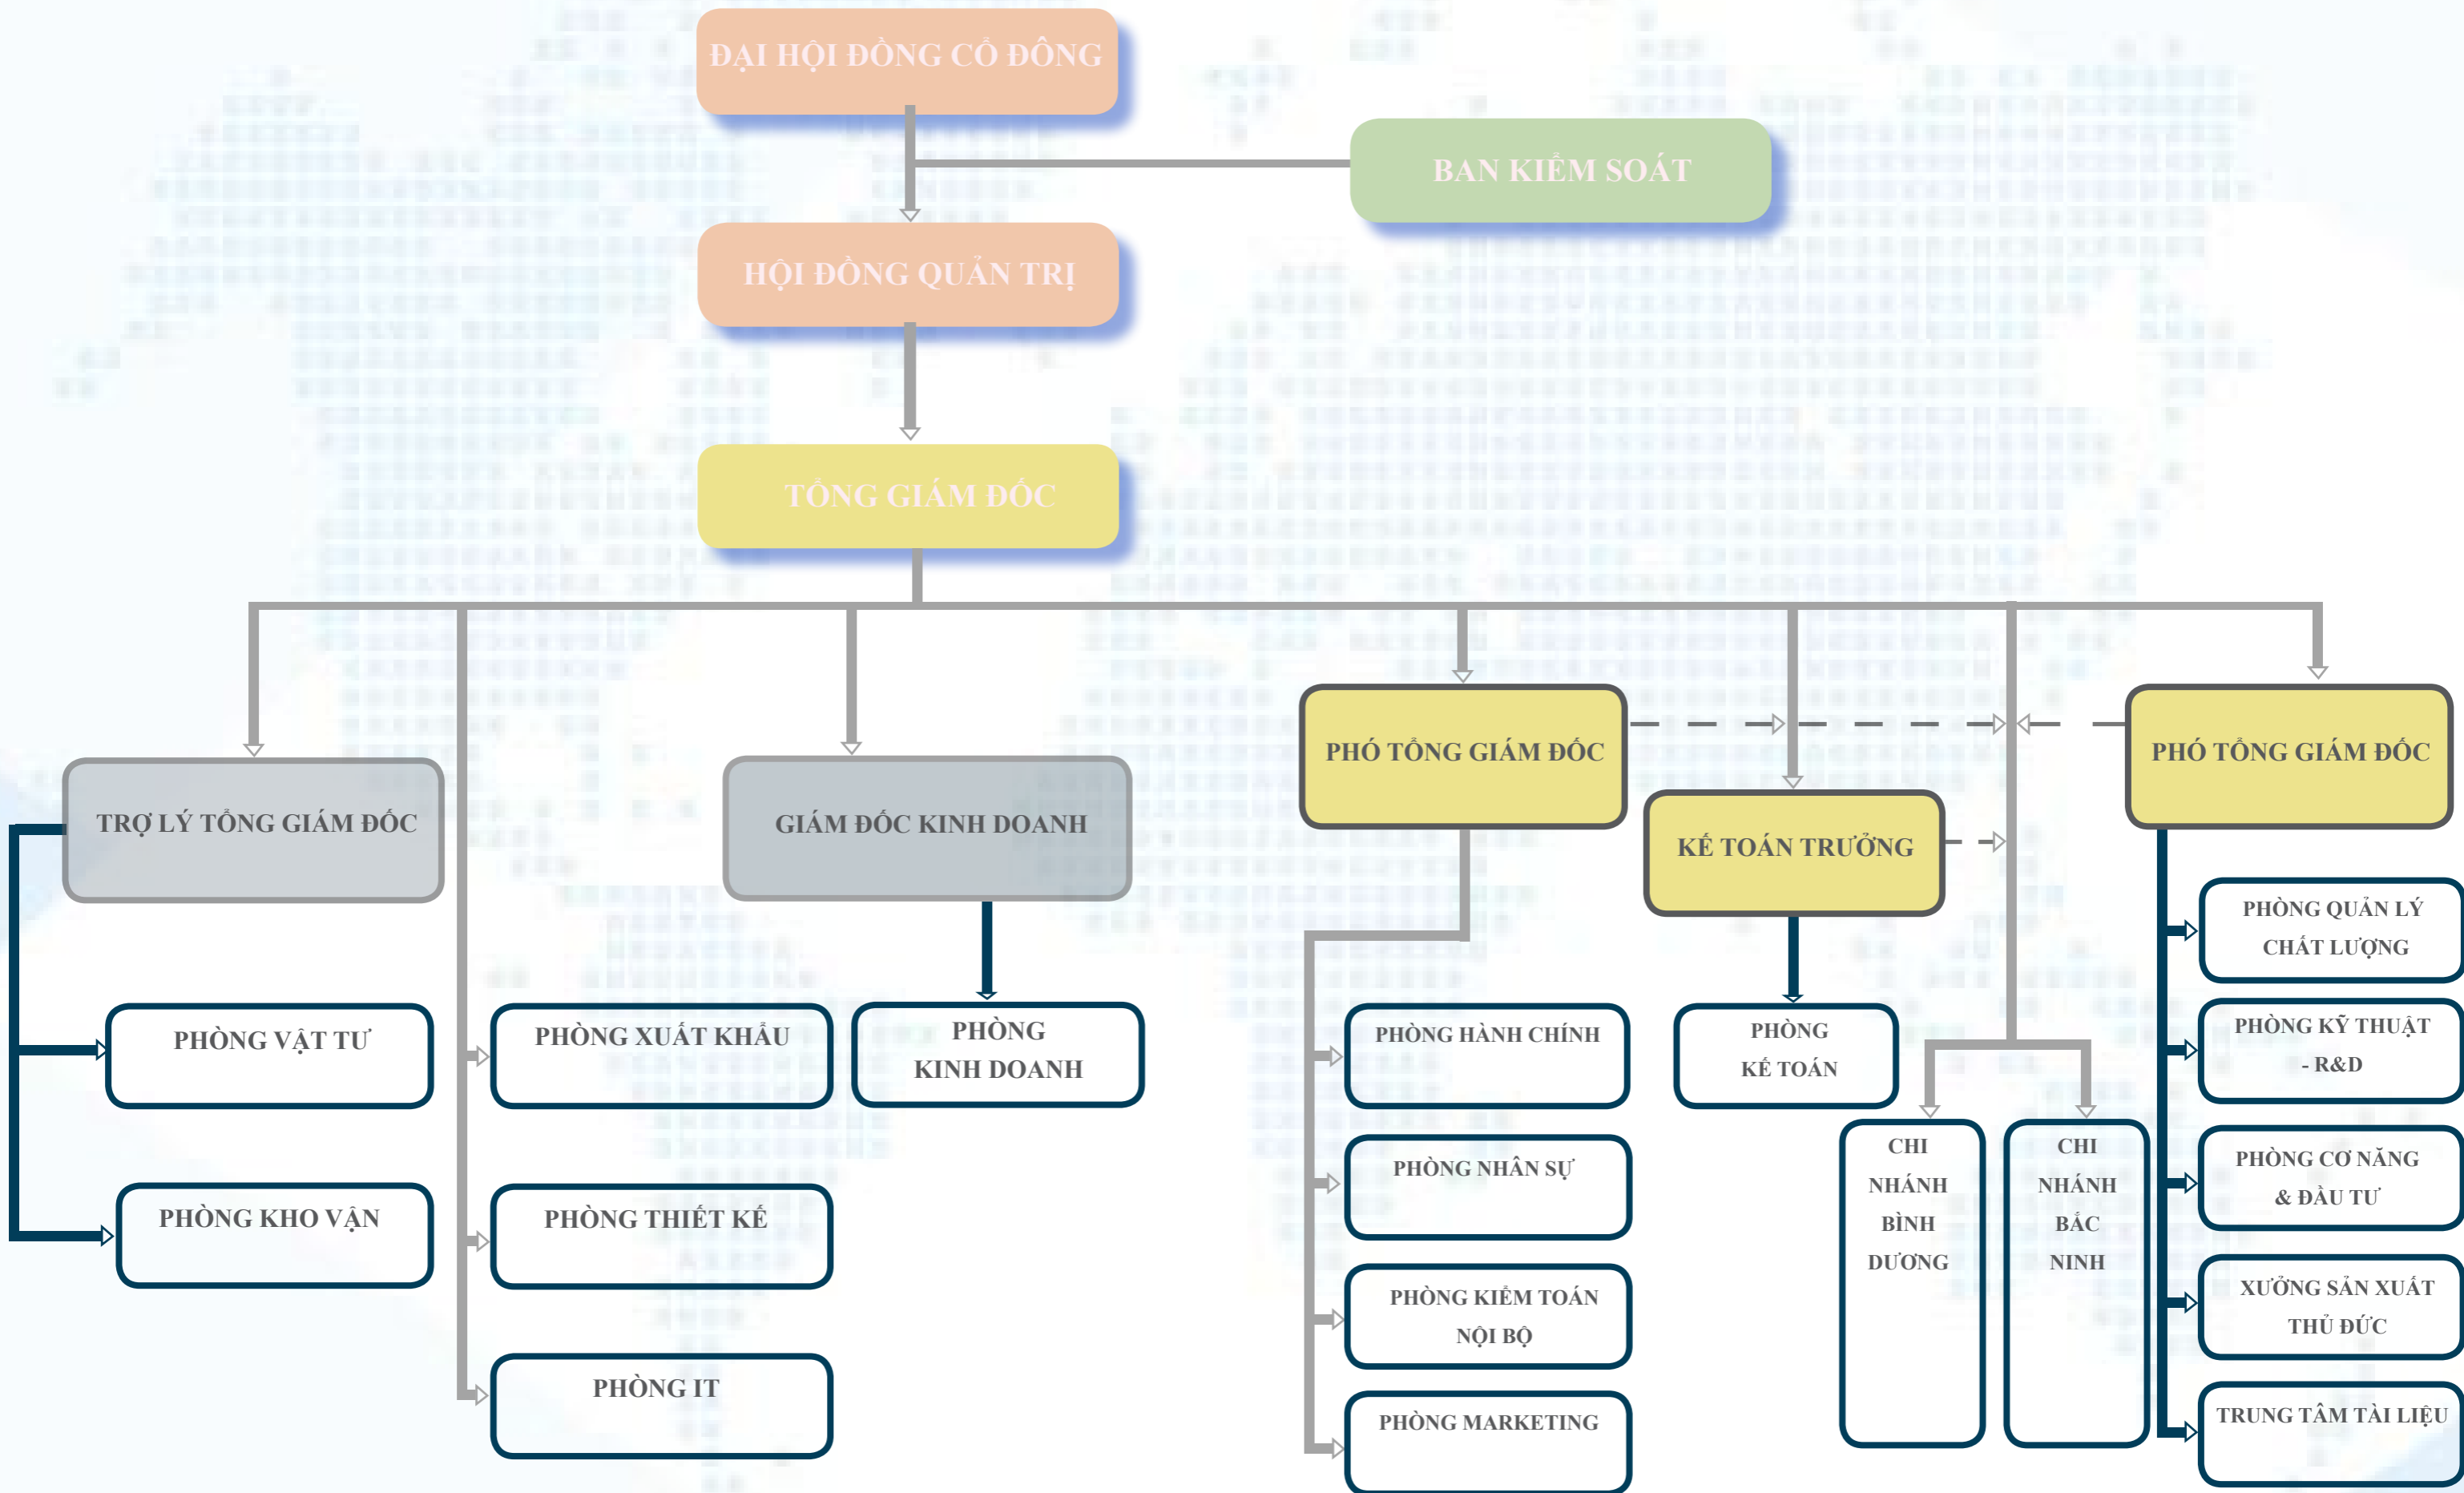 ĐẠI HỘI ĐỒNG CỔ ĐÔNG
BAN KIỂM SOÁT
HỘI ĐỒNG QUẢN TRỊ
TỔNG GIÁM ĐỐC
TRỢ LÝ TỔNG GIÁM ĐỐC
GIÁM ĐỐC KINH DOANH
PHÓ TỔNG GIÁM ĐỐC
KẾ TOÁN TRƯỞNG
PHÓ TỔNG GIÁM ĐỐC
PHÒNG VẬT TƯ
PHÒNG KHO VẬN
PHÒNG XUẤT KHẨU
PHÒNG THIẾT KẾ
PHÒNG IT
PHÒNG
KINH DOANH
PHÒNG HÀNH CHÍNH
PHÒNG NHÂN SỰ
PHÒNG KIỂM TOÁN
NỘI BỘ
PHÒNG MARKETING
PHÒNG
KẾ TOÁN
CHI
NHÁNH
BÌNH
DƯƠNG
CHI
NHÁNH
BẮC
NINH
PHÒNG QUẢN LÝ
CHẤT LƯỢNG
PHÒNG KỸ THUẬT
- R&D
PHÒNG CƠ NĂNG
& ĐẦU TƯ
XƯỞNG SẢN XUẤT
THỦ ĐỨC
TRUNG TÂM TÀI LIỆU